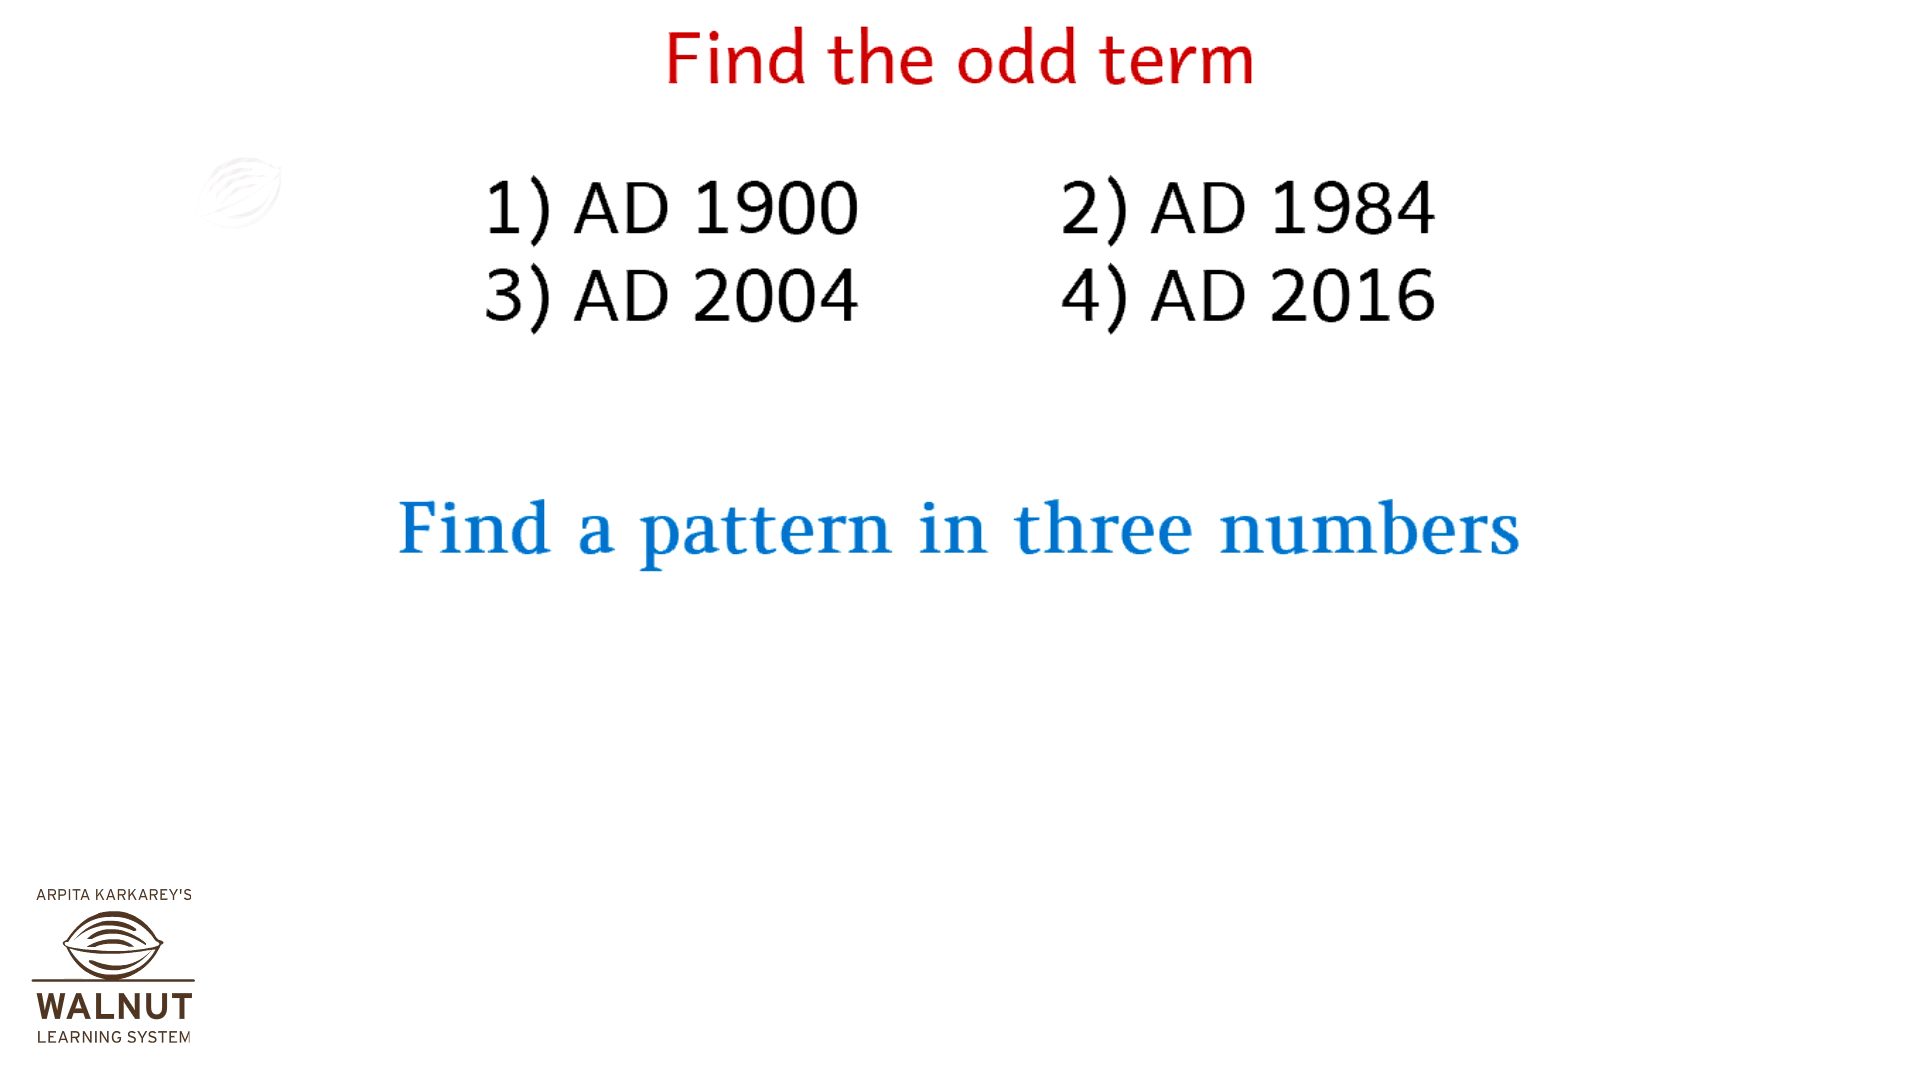 Find the odd term
1) AD 1900 2) AD 1984
3) AD 2004 4) AD 2016
Find a pattern in three numbers
ARPITA KARKAREY'S
WALNUT
LEARNING SYSTEM